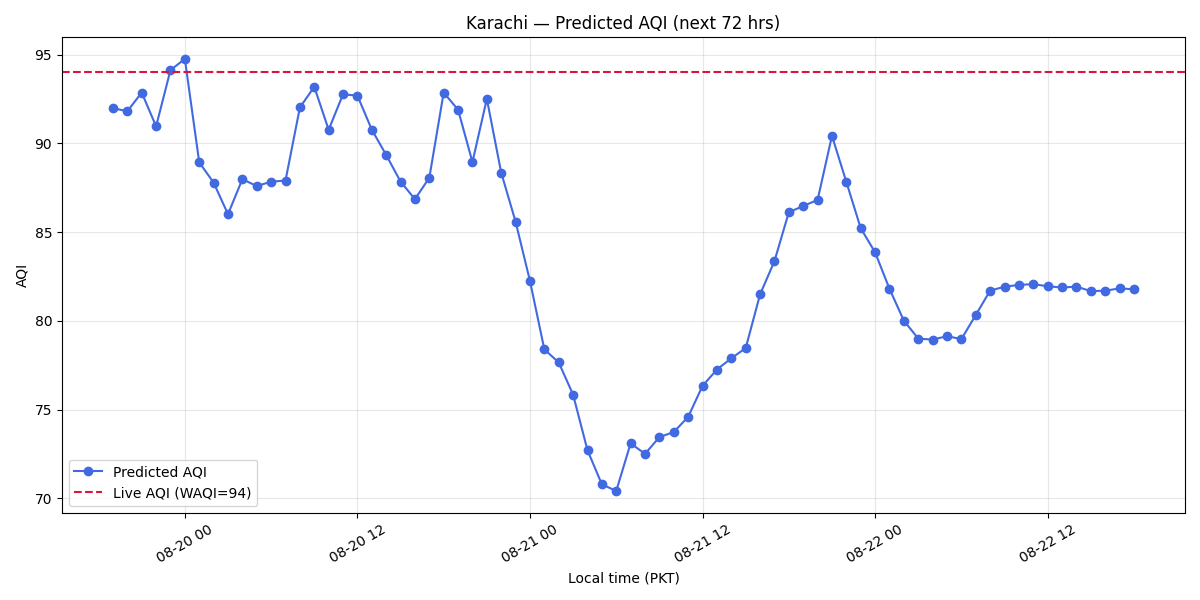 Karachi — Predicted AQI (next 72 hrs)
95
90
85
80
75
70
AQI
Predicted AQI
Live AQI (WAQI=94)
08-20 00
08-20 12
08-21 00
08-21 12
08-22 00
08-22 12
Local time (PKT)